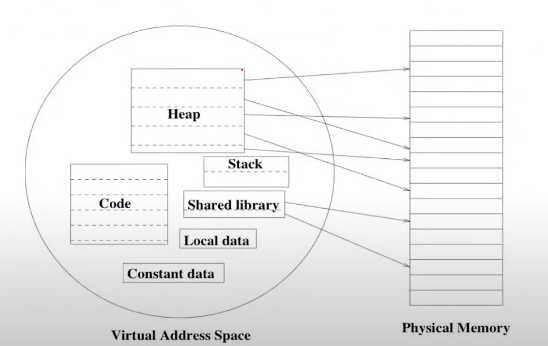 Heap
Stack
Code
Shared library
Local data
Constant data
Virtual Address Space
Physical Memory